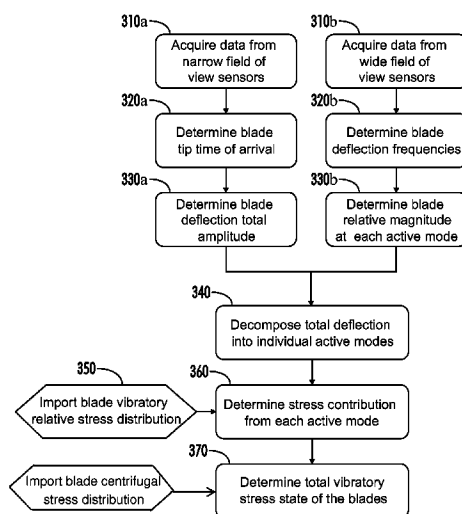 310a
Acquire data from
narrow field of
view sensors
310b
Acquire data from
wide field of
view sensors
320a
Determine blade
tip time of arrival
320b
Determine blade
deflection frequencies
330a
Determine blade
deflection total
amplitude
330b
Determine blade
relative magnitude
at each active mode
340
Decompose total deflection
into individual active modes
350
Import blade vibratory
relative stress distribution
360
Determine stress contribution
from each active mode
Import blade centrifugal
stress distribution
370
Determine total vibratory
stress state of the blades